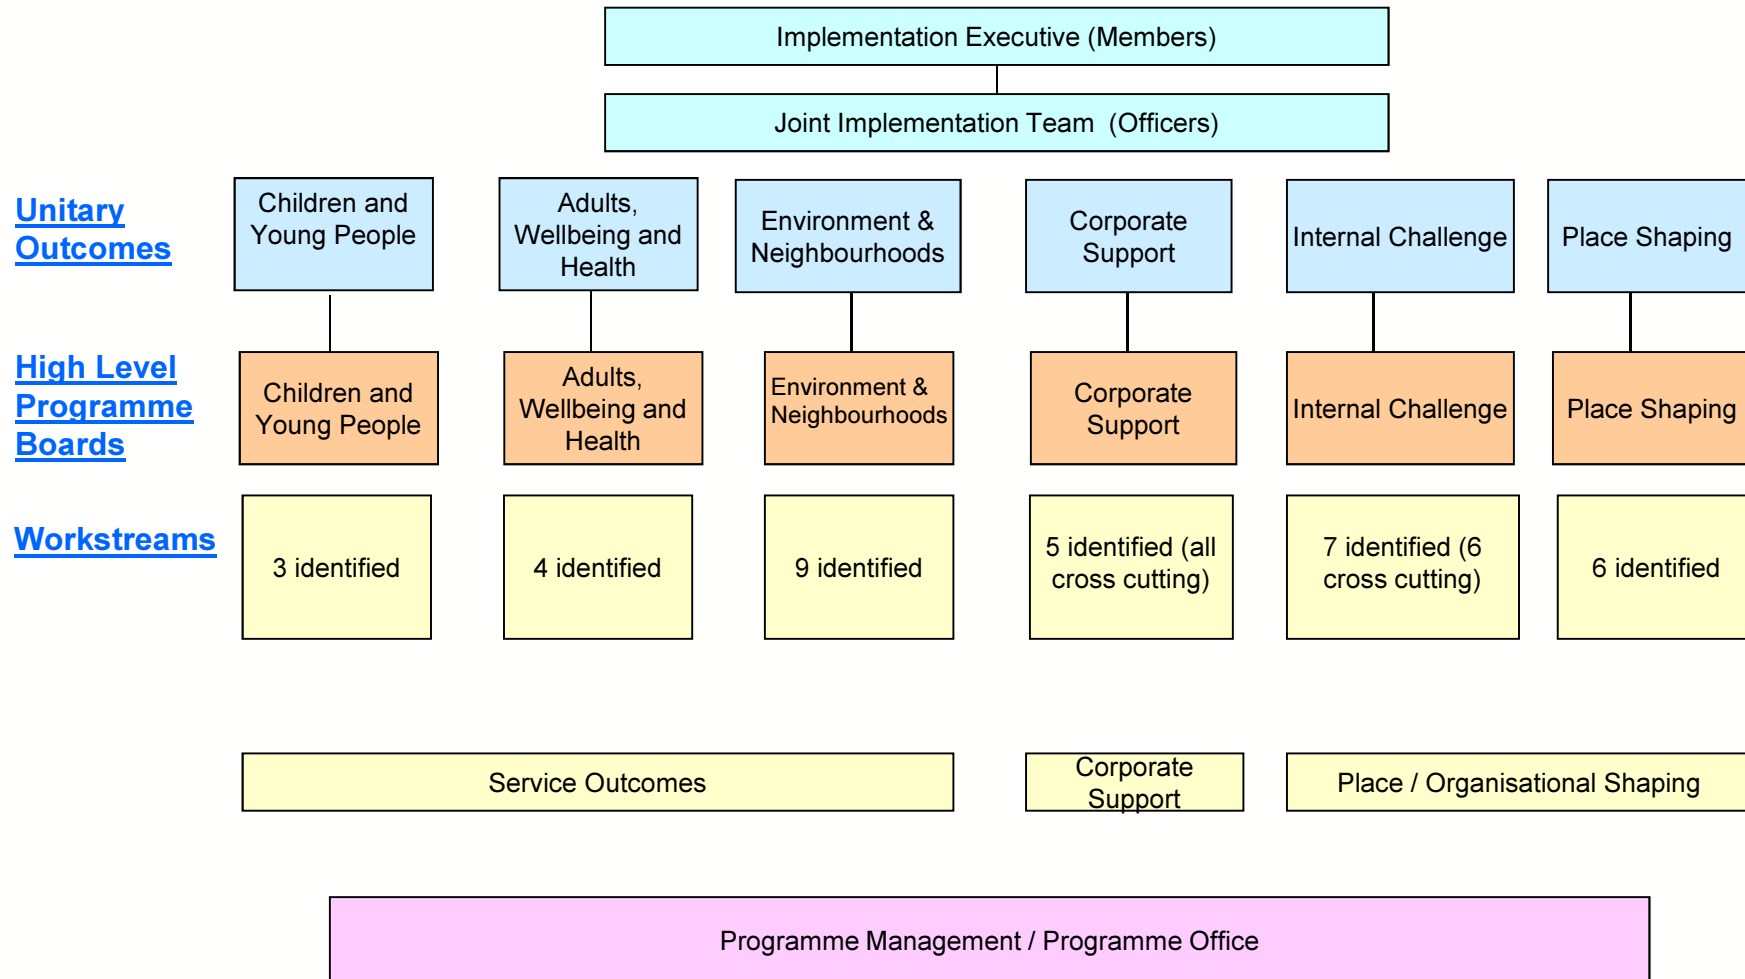 Implementation Executive (Members)
Joint Implementation Team  (Officers)
Unitary
Outcomes
Children and
Young People
Adults,
Wellbeing and
Health
Environment &
Neighbourhoods
Corporate
Support
Internal Challenge
Place Shaping
High Level
Programme
Boards
Children and
Young People
Adults,
Wellbeing and
Health
Environment &
Neighbourhoods
Corporate
Support
Internal Challenge
Place Shaping
Workstreams
3 identified
4 identified
9 identified
5 identified (all
cross cutting)
7 identified (6
cross cutting)
6 identified
Service Outcomes
Corporate
Support
Place / Organisational Shaping
Programme Management / Programme Office